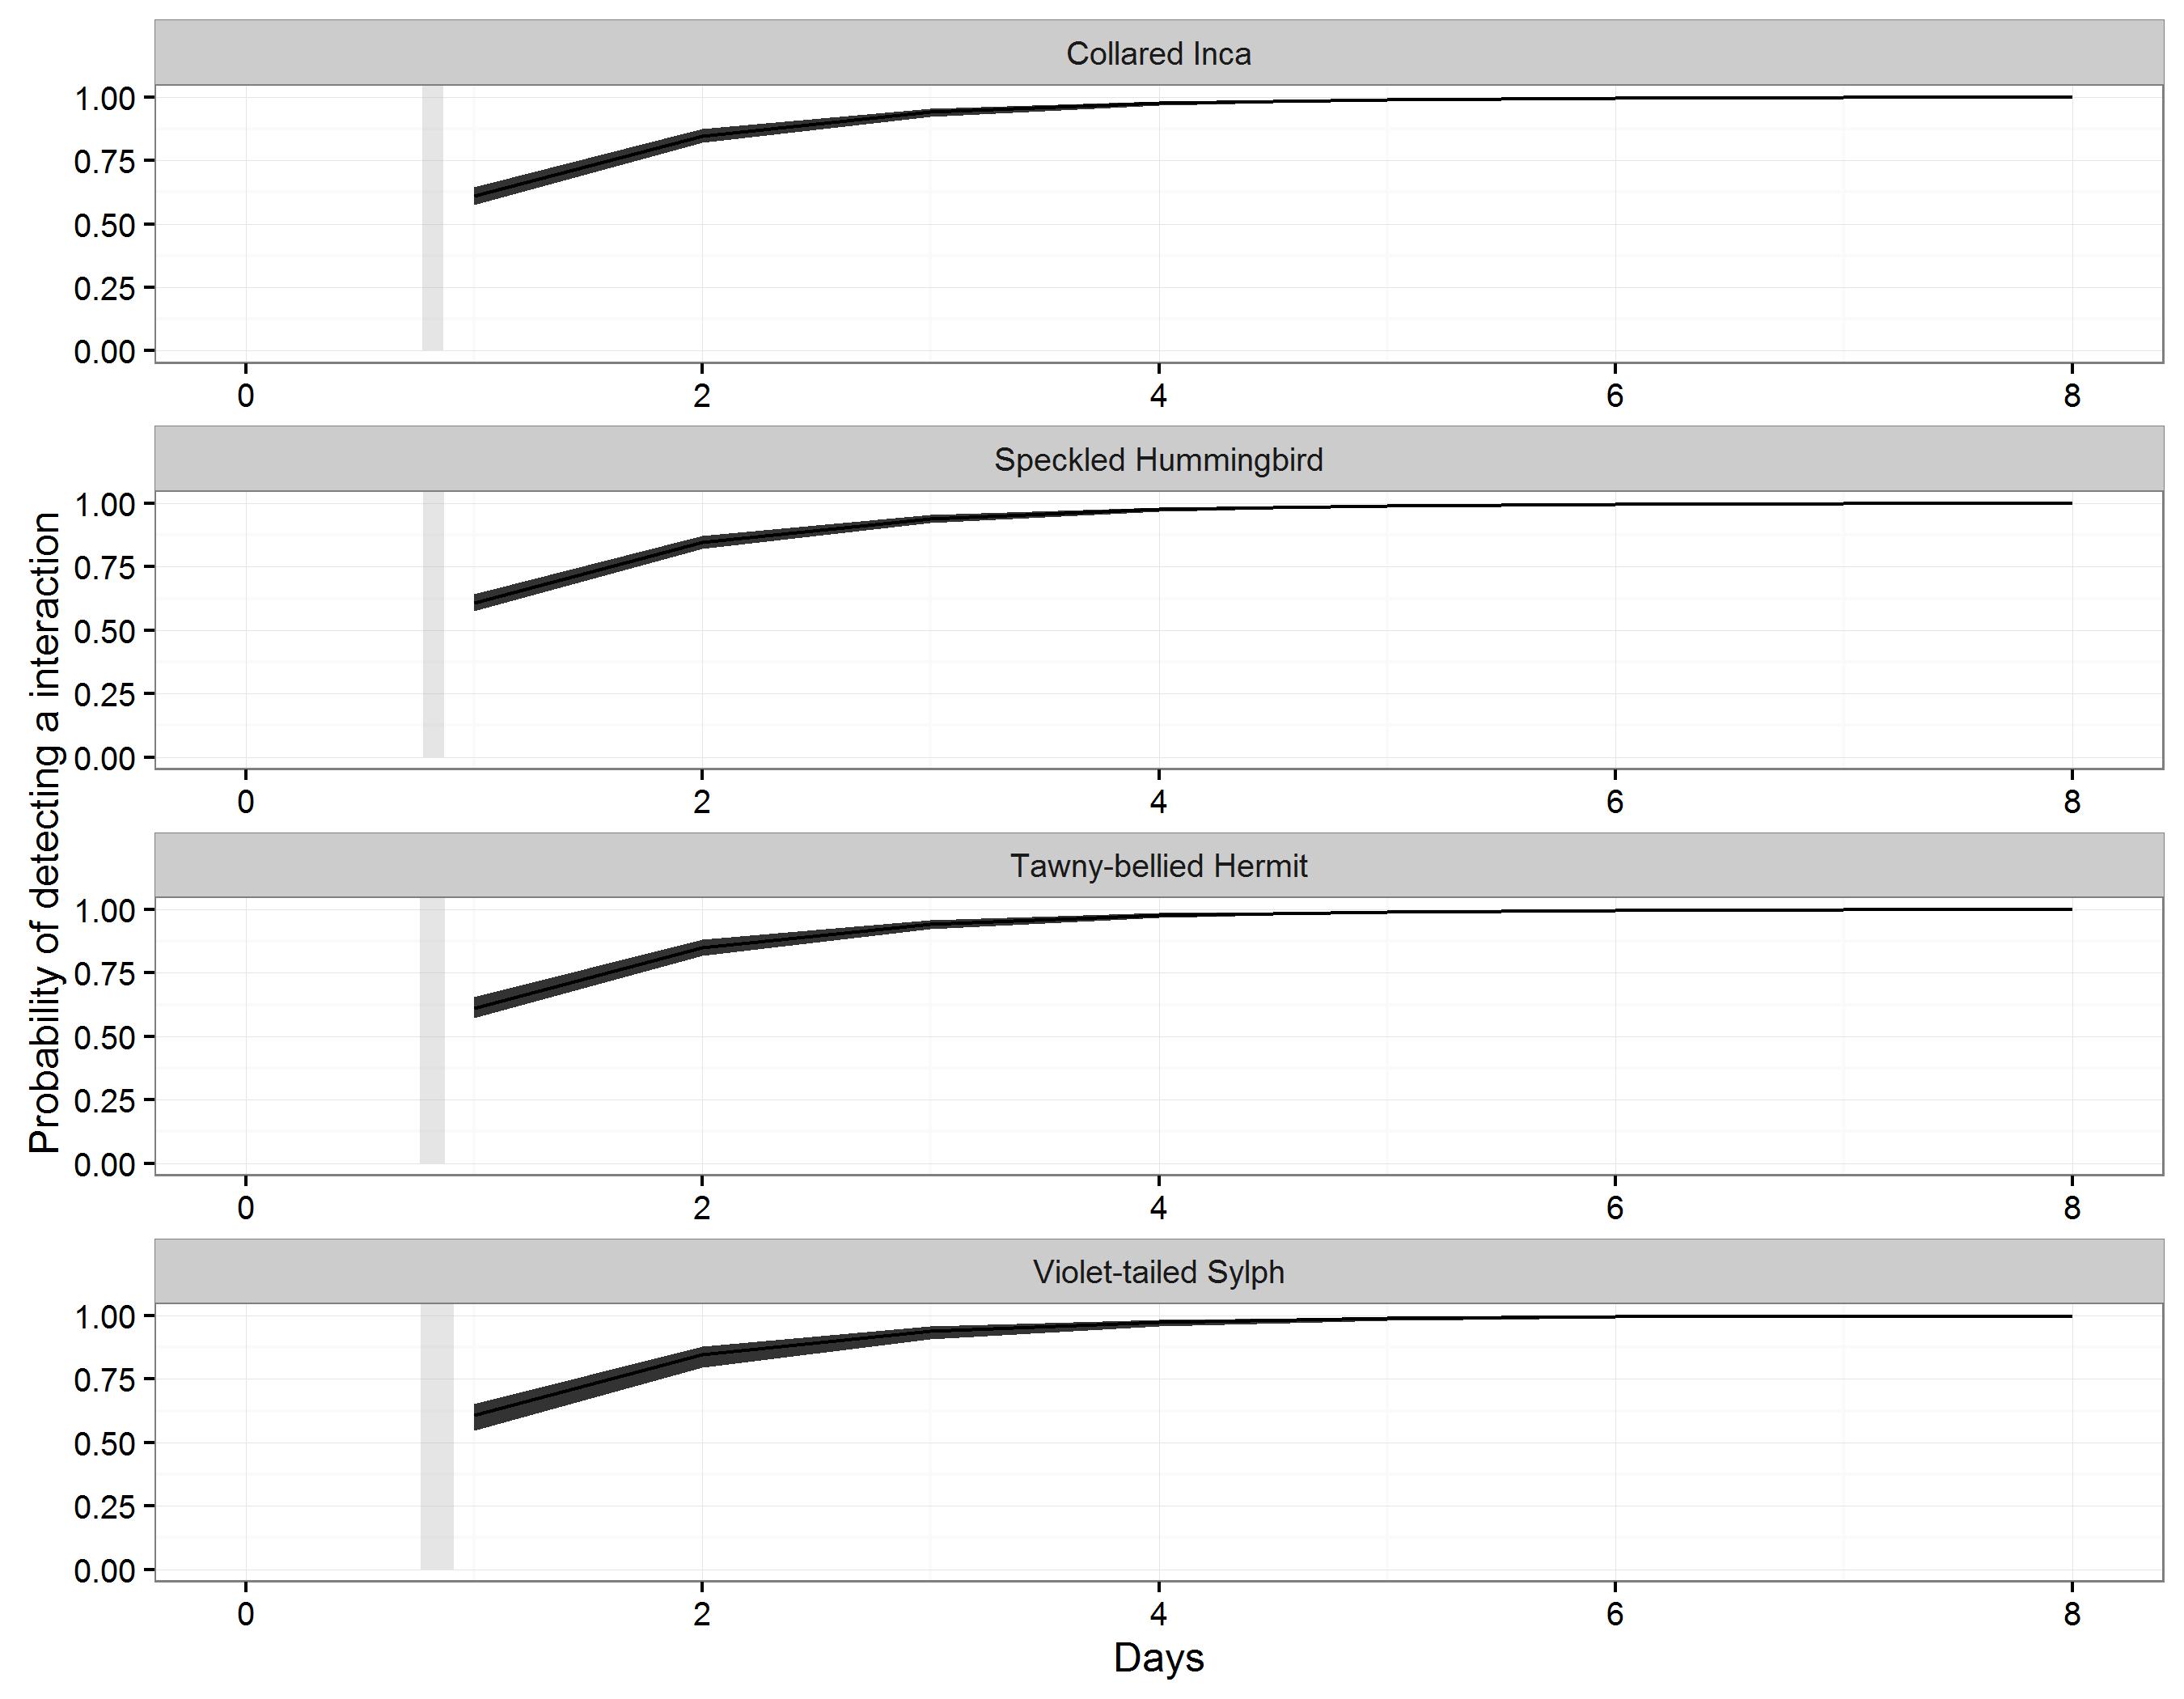 Collared Inca
1.00
0.75
0.50
0.25
0.00
0 2 4 6 8
Speckled Hummingbird
1.00
0.75
0.50
0.25
0.00
0 2 4 6 8
Tawny-bellied Hermit
1.00
0.75
0.50
0.25
0.00
0 2 4 6 8
Violet-tailed Sylph
1.00
0.75
0.50
0.25
0.00
0 2 4 6 8
Days
Probability of detecting a interaction